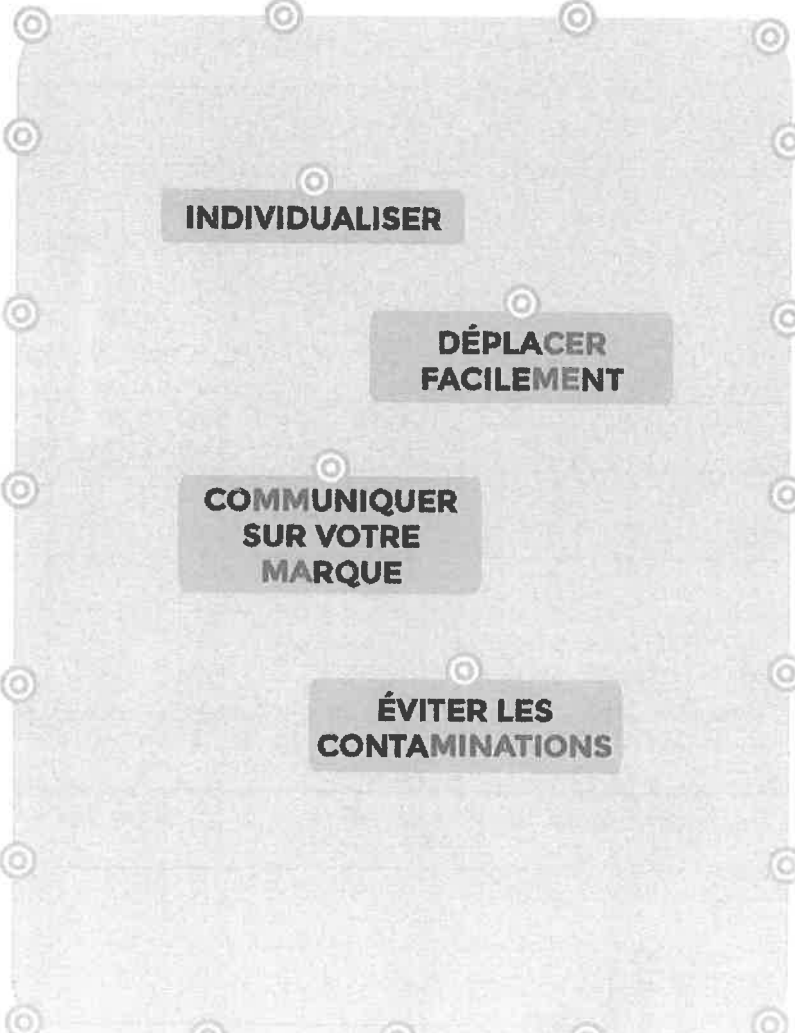 INDIVIDUALISER
DÉPLACER
FACILEMENT
COMMUNIQUER
SUR VOTRE
MARQUE
ÉVITER LES
CONTAMINATIONS